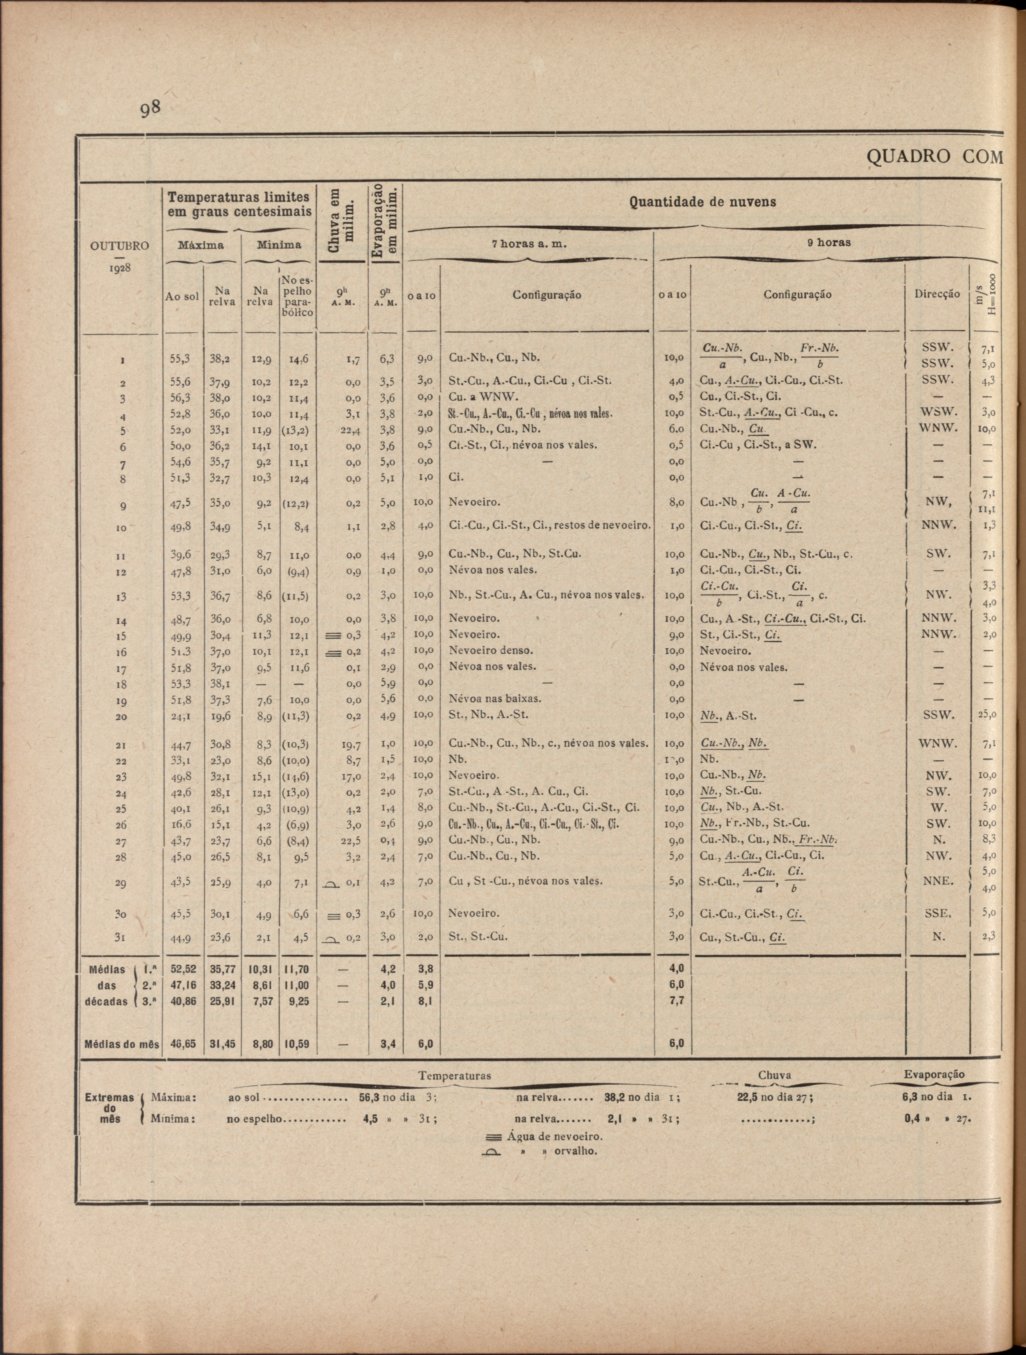 98
QUADRO COM
OUTUBRO
—
1928
Temperaturas limites em graus centesimais
Chuva em milim.
Evaporação em milim.
Quantidade de nuvens
Máxima
Mínima
7 horas a. m.
9 horas
Ao sol
Na relva
Na relva
No espelho parabólico
9h A. M.
9h A. M.
0 a 10
Configuração
0 a 10
Configuração
Direcção
m/s H=1000
1 55,3 38,2 12,9 14,6 1,7 6,3 9,0 Cu.-Nb., Cu., Nb. 10,0 Cu.-Nb./a, Cu., Nb., Fr.-Nb./b { SSW. SSW. { 7,1 5,0
2 55,6 37,9 10,2 12,2 0,0 3,5 3,0 St.-Cu., A.-Cu., Ci.-Cu , Ci.-St. 4,0 Cu., A.-Cu., Ci.-Cu., Ci.-St. SSW. 4,3
3 56,3 38,0 10,2 11,4 0,0 3,6 0,0 Cu. a WNW. 0,5 Cu., Ci.-St., Ci. — —
4 52,8 36,0 10,0 11,4 3,1 3,8 2,0 St.-Cu., A.-Cu., Ci.-Cu , névoa nos vales. 10,0 St.-Cu., A.-Cu., Ci -Cu., c. WSW. 3,0
5 52,0 33,1 11,9 (13,2) 22,4 3,8 9,0 Cu.-Nb., Cu., Nb. 6.0 Cu.-Nb., Cu WNW. 10,0
6 50,0 36,2 14,1 10,1 0,0 3,6 0,5 Ci.-St., Ci., névoa nos vales. 0,5 Ci.-Cu , Ci.-St., a SW. — —
7 54,6 35,7 9,2 11,1 0,0 5,0 0,0 — 0,0 — — —
8 51,3 32,7 10,3 12,4 0,0 5,1 1,0 Ci. 0,0 — — —
9 47,5 35,0 9,2 (12,2) 0,2 5,0 10,0 Nevoeiro. 8,0 Cu.-Nb , Cu./b, A -Cu./a { NW, { 7,1 11,1
10 49,8 34,9 5,1 8,4 1,1 2,8 4,0 Ci.-Cu., Ci.-St., Ci., restos de nevoeiro. 1,0 Ci.-Cu., Ci.-St., Ci. NNW. 1,3
11 39,6 29,3 8,7 11,0 0,0 4,4 9,0 Cu.-Nb., Cu., Nb., St.Cu. 10,0 Cu.-Nb., Cu., Nb., St.-Cu., c. SW. 7,1
12 47,8 31,0 6,0 (9,4) 0,9 1,0 0,0 Névoa nos vales. 1,0 Ci.-Cu., Ci.-St., Ci. — —
13 53,3 36,7 8,6 (11,5) 0,2 3,0 10,0 Nb., St.-Cu., A. Cu., névoa nos vales. 10,0 Ci.-Cu./b, Ci.-St., Ci./a, c. { NW. { 3,3 4,0
14 48,7 36,0 6,8 10,0 0,0 3,8 10,0 Nevoeiro. 10,0 Cu., A.-St., Ci.-Cu., Ci.-St., Ci. NNW. 3,0
15 49,9 30,4 11,3 12,1 ≡ 0,3 4,2 10,0 Nevoeiro. 9,0 St., Ci.-St., Ci. NNW. 2,0
16 51.3 37,0 10,1 12,1 ≡ 0,2 4,2 10,0 Nevoeiro denso. 10,0 Nevoeiro. — —
17 51,8 37,0 9,5 11,6 0,1 2,9 0,0 Névoa nos vales. 0,0 Névoa nos vales. — —
18 53,3 38,1 — — 0,0 5,9 0,0 — 0,0 — — —
19 51,8 37,3 7,6 10,0 0,0 5,6 0,0 Névoa nas baixas. 0,0 — — —
20 24,1 19,6 8,9 (11,3) 0,2 4,9 10,0 St., Nb., A.-St. 10,0 Nb., A.-St. SSW. 25,0
21 44,7 30,8 8,3 (10,3) 19,7 1,0 10,0 Cu.-Nb., Cu., Nb., c., névoa nos vales. 10,0 Cu.-Nb., Nb. WNW. 7,1
22 33,1 23,0 8,6 (10,0) 8,7 1,5 10,0 Nb. Nb. — —
23 49,8 32,1 15,1 (14,6) 17,0 2,4 10,0 Nevoeiro. 10,0 Cu.-Nb., Nb. NW. 10,0
24 42,6 28,1 12,1 (13,0) 0,2 2,0 7,0 St.-Cu., A -St., A. Cu., Ci. 10,0 Nb., St.-Cu. SW. 7,0
25 40,1 26,1 9,3 (10,9) 4,2 1,4 8,0 Cu.-Nb., St.-Cu., A.-Cu., Ci.-St., Ci. 10,0 Cu., Nb., A.-St. W. 5,0
26 16,6 15,1 4,2 (6,9) 3,0 2,6 9,0 Cu.-Nb., Cu., A.-Cu., Ci.-Cu., Ci.-St., Ci. 10,0 Nb., Fr.-Nb., St.-Cu. SW. 10,0
27 43,7 23,7 6,6 (8,4) 22,5 0,4 9,0 Cu.-Nb., Cu., Nb. 9,0 Cu.-Nb., Cu., Nb., Fr.-Nb. N. 8,3
28 45,0 26,5 8,1 9,5 3,2 2,4 7,0 Cu.-Nb., Cu., Nb. 5,0 Cu., A.-Cu., Ci.-Cu., Ci. NW. 4,0
29 43,5 25,9 4,0 7,1 ⌓ 0,1 4,2 7,0 Cu , St -Cu., névoa nos vales. 5,0 St.-Cu., A.-Cu./a, Ci./b { NNE. { 5,0 4,0
30 45,5 30,1 4,9 6,6 ≡ 0,3 2,6 10,0 Nevoeiro. 3,0 Ci.-Cu., Ci.-St., Ci. SSE. 5,0
31 44,9 23,6 2,1 4,5 ⌓ 0,2 3,0 2,0 St., St.-Cu. 3,0 Cu., St.-Cu., Ci. N. 2,3
Médias das décadas { 1.ª 52,52 35,77 10,31 11,70 — 4,2 3,8 4,0
2.ª 47,16 33,24 8,61 11,00 — 4,0 5,9 6,0
3.ª 40,86 25,91 7,57 9,25 — 2,1 8,1 7,7
Médias do mês 46,65 31,45 8,80 10,59 — 3,4 6,0 6,0
Temperaturas Chuva Evaporação
Extremas do mês { Máxima: ao sol ................ 56,3 no dia 3; na relva....... 38,2 no dia 1; 22,5 no dia 27; 6,3 no dia 1.
Mínima: no espelho............ 4,5 » » 31; na relva....... 2,1 » » 31; .............; 0,4 » » 27.
≡ Água de nevoeiro.
⌓ » » orvalho.